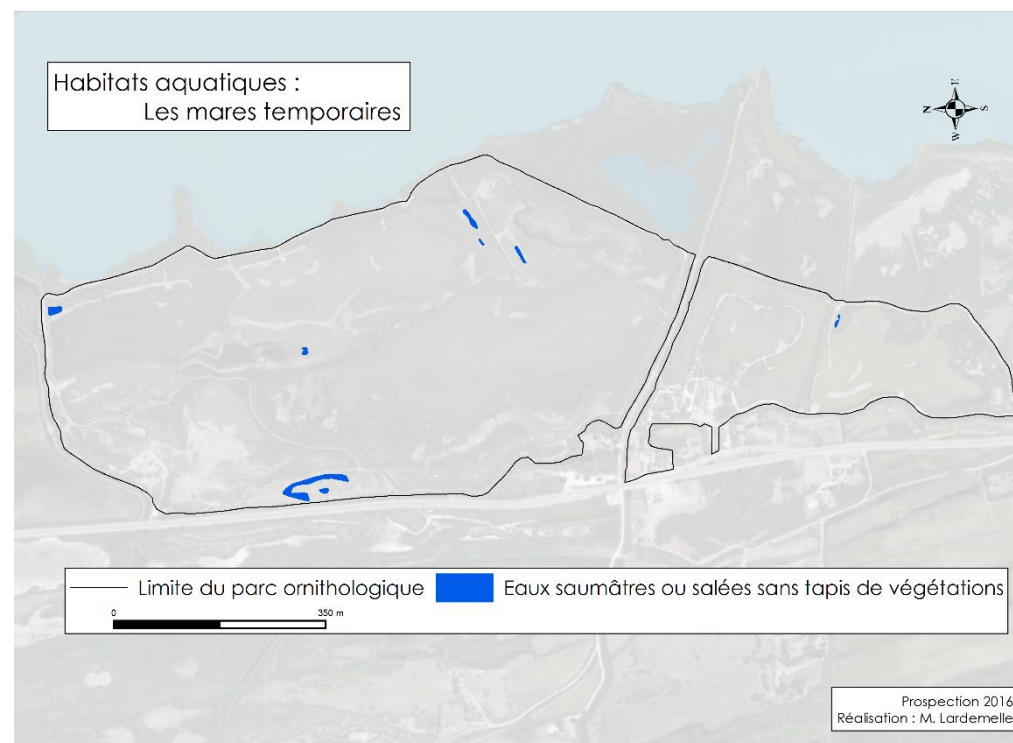 Habitats aquatiques :
Les mares temporaires
E
N
S
W
Limite du parc ornithologique
Eaux saumâtres ou salées sans tapis de végétations
0
350 m
Prospection 2016
Réalisation : M. Lardemelle